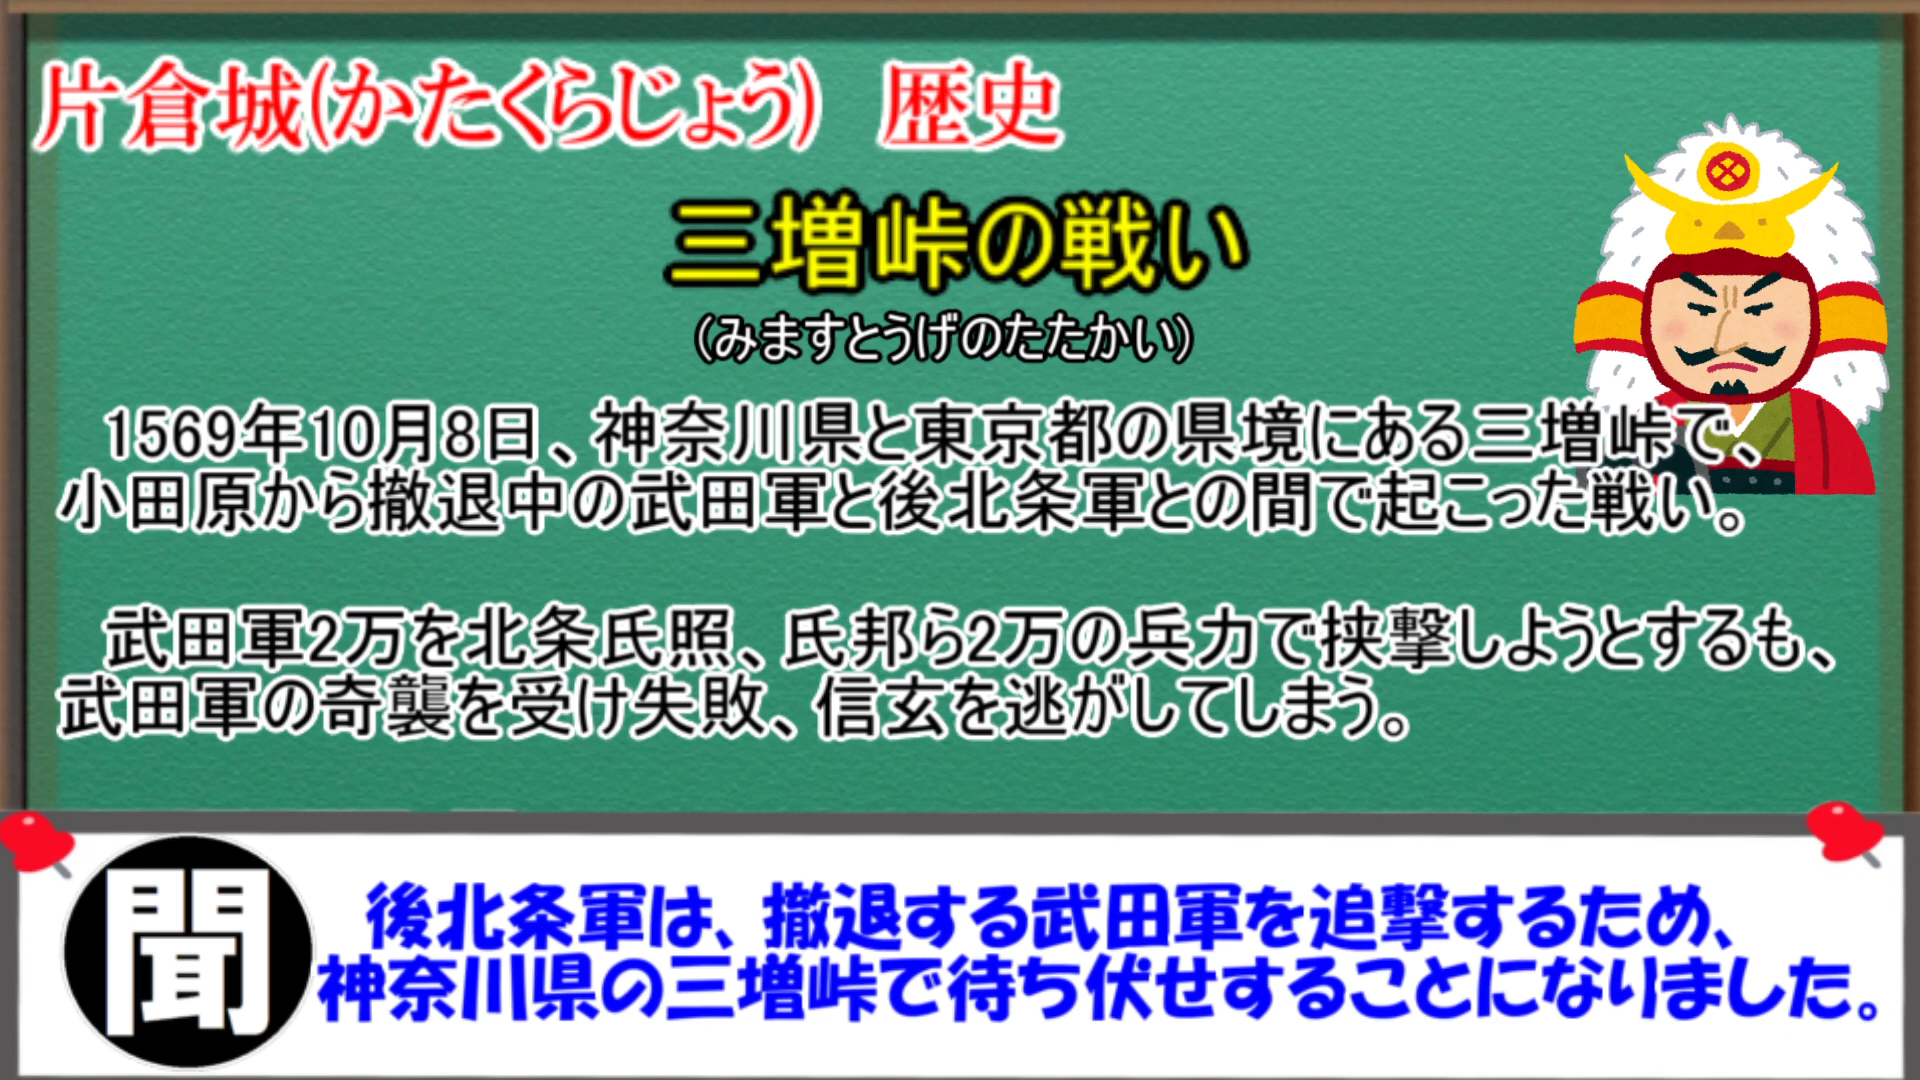 片倉城(かたくらじょう) 歴史
三増峠の戦い
(みますとうげのたたかい)
1569年10月8日、神奈川県と東京都の県境にある三増峠で、
小田原から撤退中の武田軍と後北条軍との間で起こった戦い。
武田軍2万を北条氏照、氏邦ら2万の兵力で挟撃しようとするも、
武田軍の奇襲を受け失敗、信玄を逃がしてしまう。
聞
後北条軍は、撤退する武田軍を追撃するため、
神奈川県の三増峠で待ち伏せすることになりました。